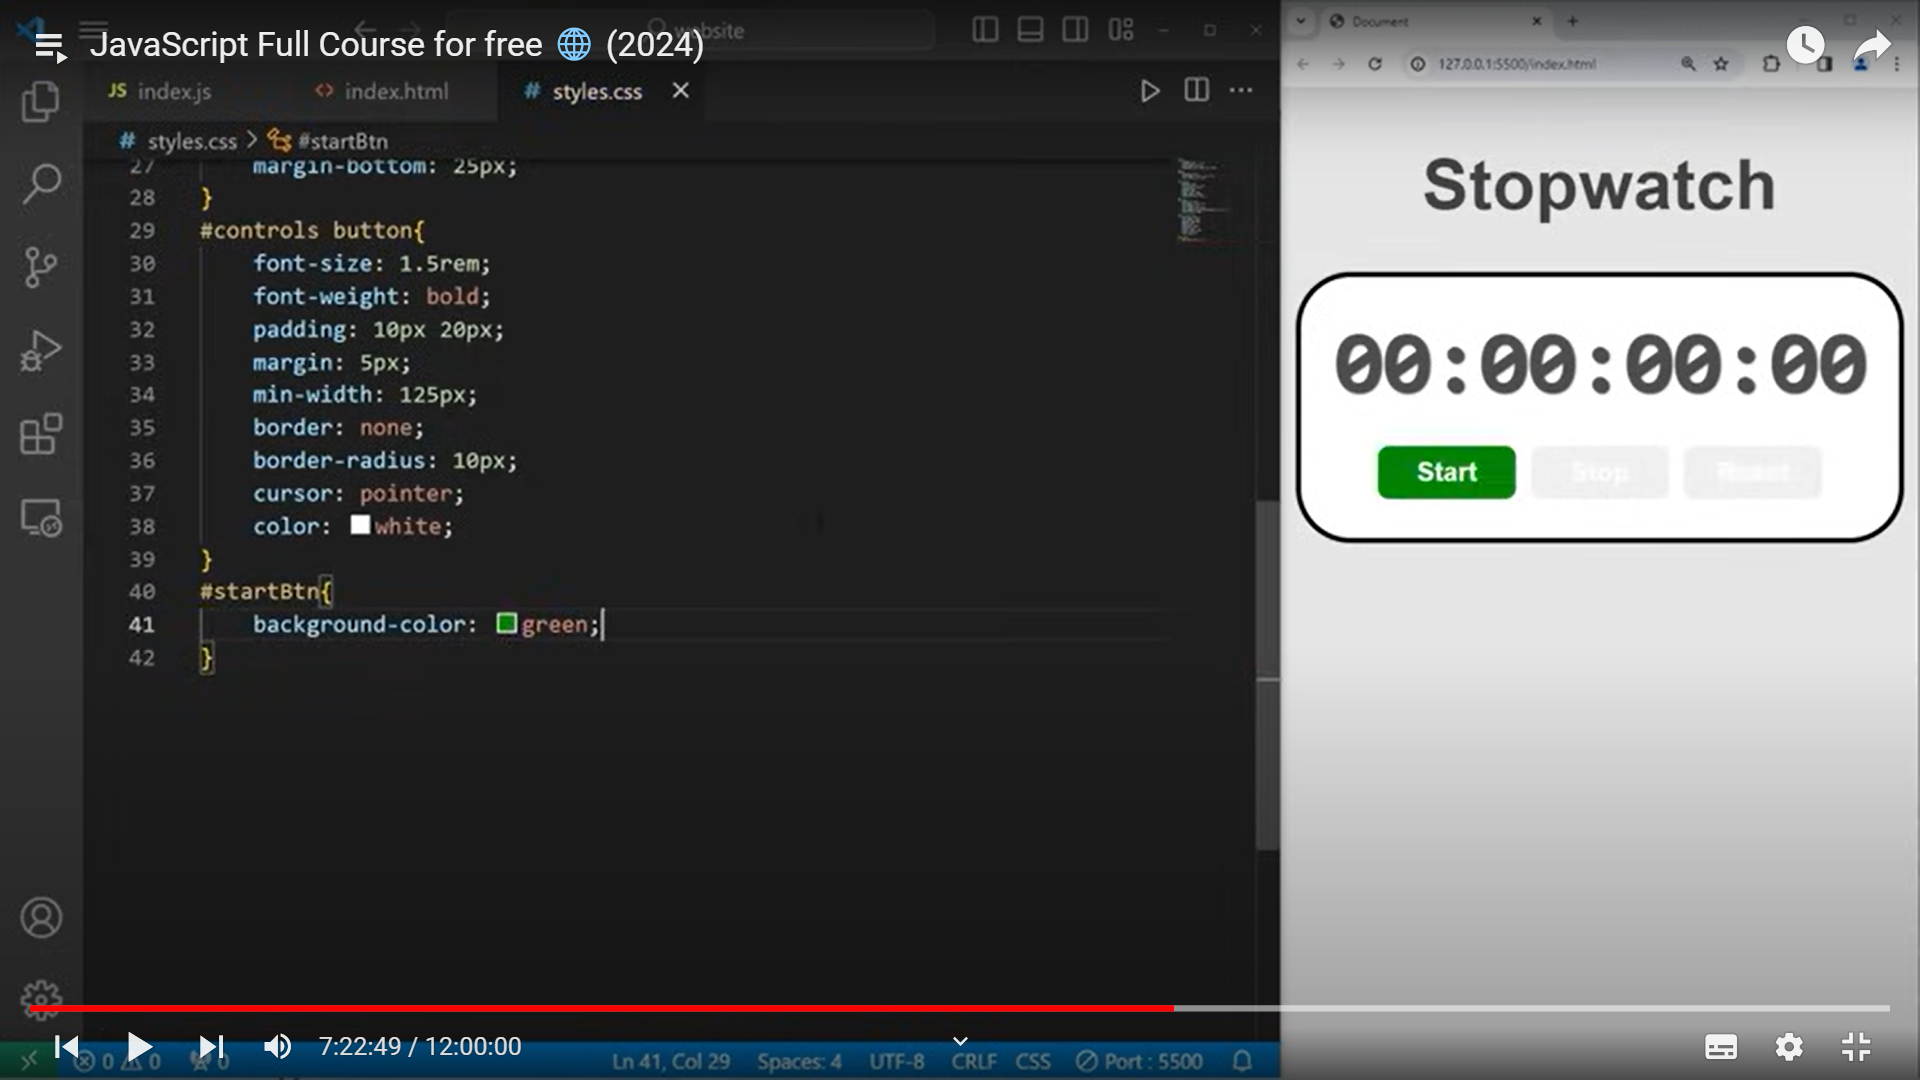 website
JavaScript Full Course for free 🌐 (2024)
JS index.js
<> index.html
# styles.css
# styles.css > #startBtn
27 margin-bottom: 25px;
28 }
29 #controls button{
30 font-size: 1.5rem;
31 font-weight: bold;
32 padding: 10px 20px;
33 margin: 5px;
34 min-width: 125px;
35 border: none;
36 border-radius: 10px;
37 cursor: pointer;
38 color: white;
39 }
40 #startBtn{
41 background-color: green;
42 }
Document
127.0.0.1:5500/index.html
Stopwatch
00:00:00:00
Start Stop Reset
7:22:49 / 12:00:00
0 0 0 Ln 41, Col 29 Spaces: 4 UTF-8 CRLF CSS Port : 5500